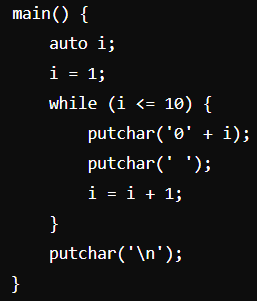 main() {
    auto i;
    i = 1;
    while (i <= 10) {
        putchar('0' + i);
        putchar(' ');
        i = i + 1;
    }
    putchar('\n');
}